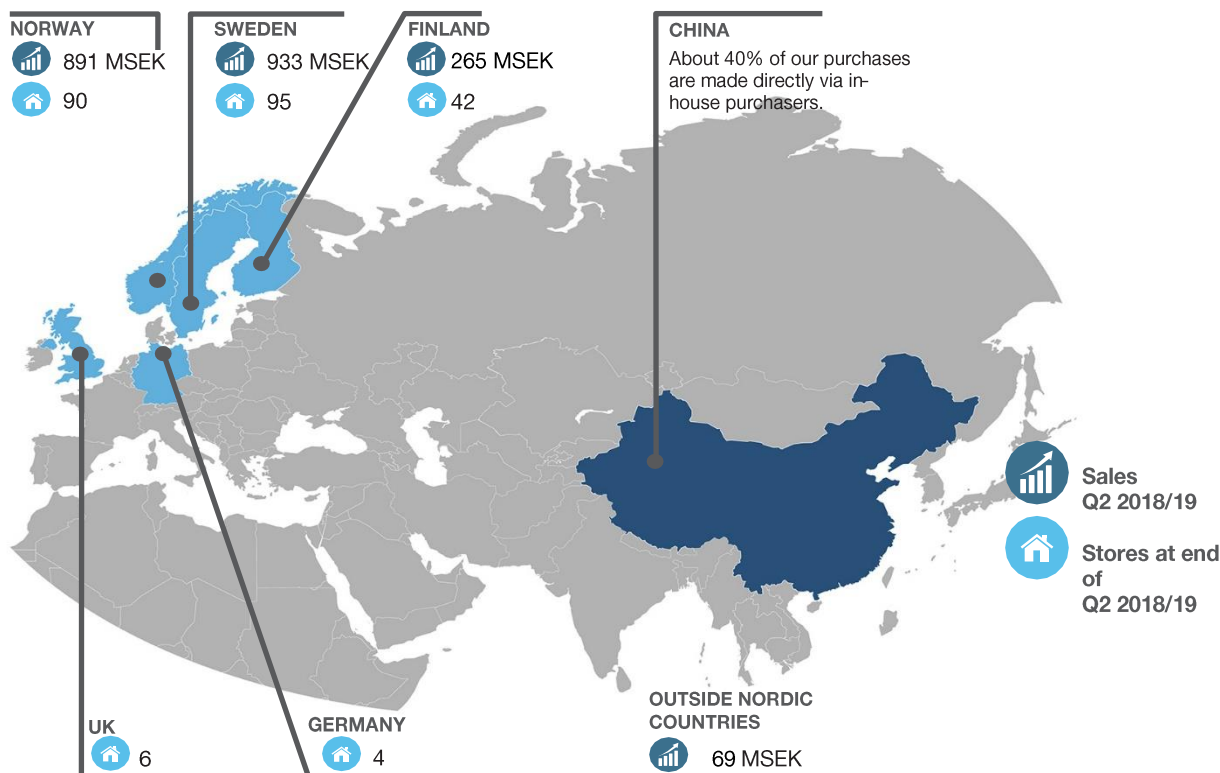 NORWAY
891 MSEK
90
SWEDEN
933 MSEK
95
FINLAND
265 MSEK
42
CHINA
About 40% of our purchases
are made directly via in-
house purchasers.
Sales
Q2 2018/19
Stores at end
of
Q2 2018/19
UK
6
GERMANY
4
OUTSIDE NORDIC
COUNTRIES
69 MSEK